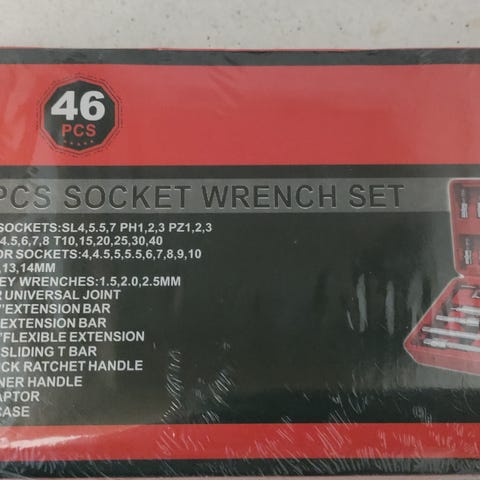 46
PCS
PCS SOCKET WRENCH SET
SOCKETS:SL4,5.5,7 PH1,2,3 PZ1,2,3
4.5,6,7,8 T10,15,20,25,30,40
OR SOCKETS:4,4.5,5,5.5,6,7,8,9,10
,13,14MM
EY WRENCHES:1.5,2.0,2.5MM
R UNIVERSAL JOINT
"EXTENSION BAR
EXTENSION BAR
"FLEXIBLE EXTENSION
SLIDING T BAR
CK RATCHET HANDLE
NER HANDLE
APTOR
CASE